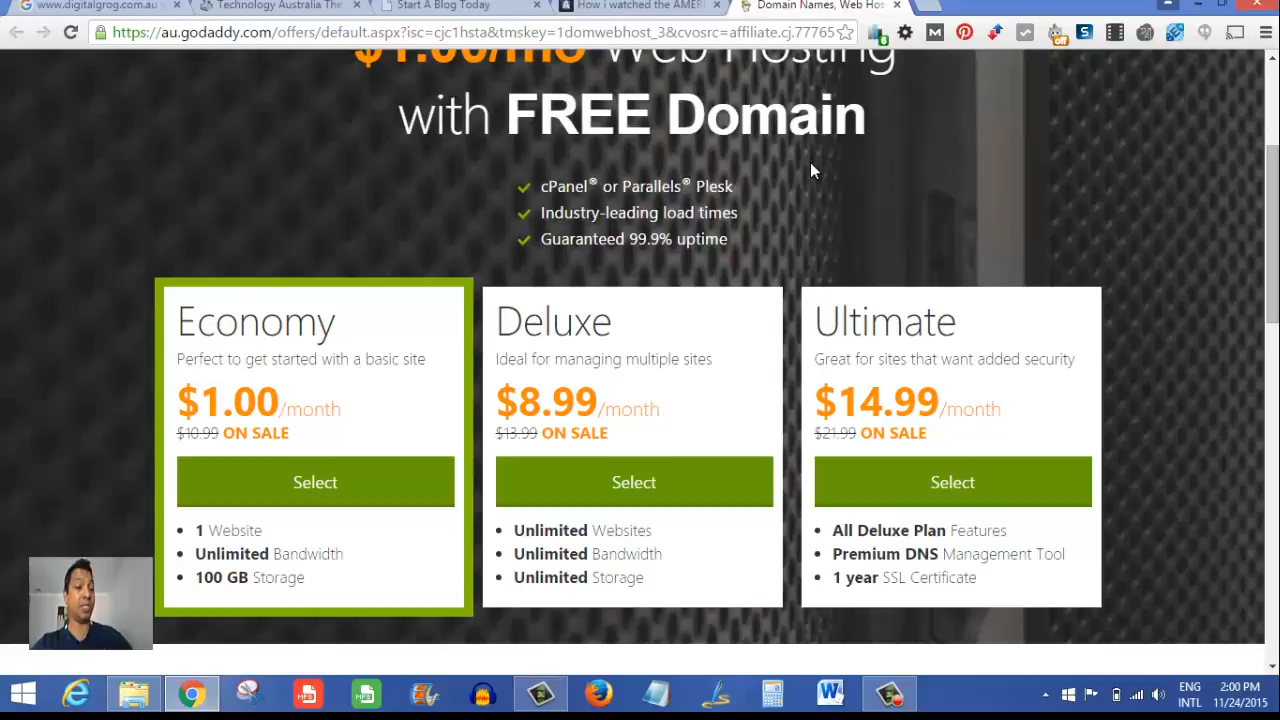 www.digitalgrog.com.au w
Technology Australia The
Start A Blog Today
How i watched the AMER
Domain Names, Web Hos
https://au.godaddy.com/offers/default.aspx?isc=cjc1hsta&tmskey=1domwebhost_3&cvosrc=affiliate.cj.77765
$1.00/mo Web Hosting
with FREE Domain
cPanel® or Parallels® Plesk
Industry-leading load times
Guaranteed 99.9% uptime
Economy
Perfect to get started with a basic site
$1.00/month
$10.99 ON SALE
Select
1 Website
Unlimited Bandwidth
100 GB Storage
Deluxe
Ideal for managing multiple sites
$8.99/month
$13.99 ON SALE
Select
Unlimited Websites
Unlimited Bandwidth
Unlimited Storage
Ultimate
Great for sites that want added security
$14.99/month
$21.99 ON SALE
Select
All Deluxe Plan Features
Premium DNS Management Tool
1 year SSL Certificate
ENG
INTL
2:00 PM
11/24/2015